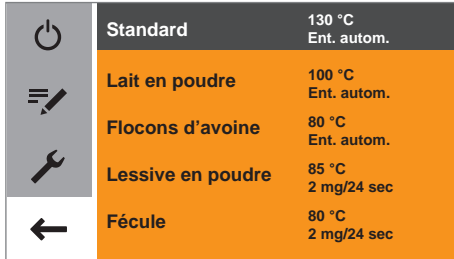 Standard
130 °C
Ent. autom.
Lait en poudre
100 °C
Ent. autom.
Flocons d'avoine
80 °C
Ent. autom.
Lessive en poudre
85 °C
2 mg/24 sec
Fécule
80 °C
2 mg/24 sec